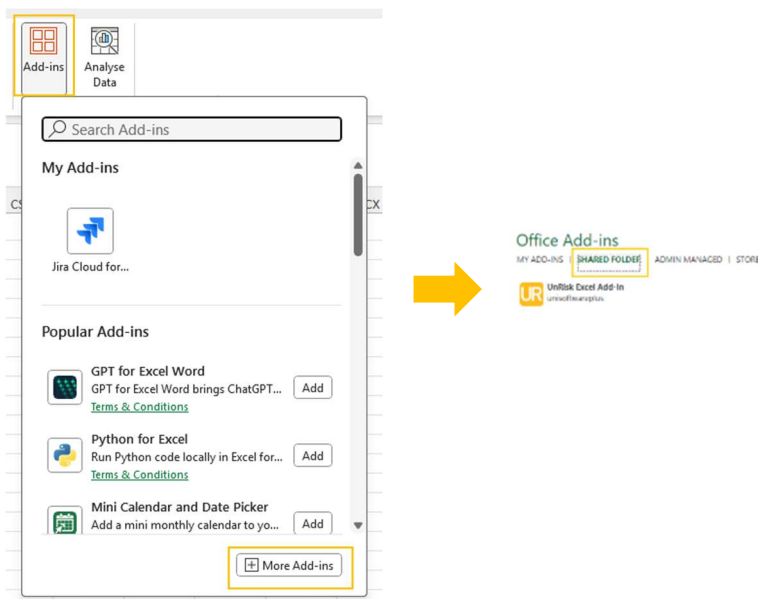 Add-ins
Analyse
Data
Search Add-ins
My Add-ins
CX
Jira Cloud for...
Popular Add-ins
GPT for Excel Word
GPT for Excel Word brings ChatGPT...
Add
Terms & Conditions
Python for Excel
Run Python code locally in Excel for...
Add
Terms & Conditions
Mini Calendar and Date Picker
Add a mini monthly calendar to yo...
Add
More Add-ins
Office Add-ins
MY ADD-INS | SHARED FOLDER | ADMIN MANAGED | STORE
UR
UnRisk Excel Add-In
unisoftwareplus